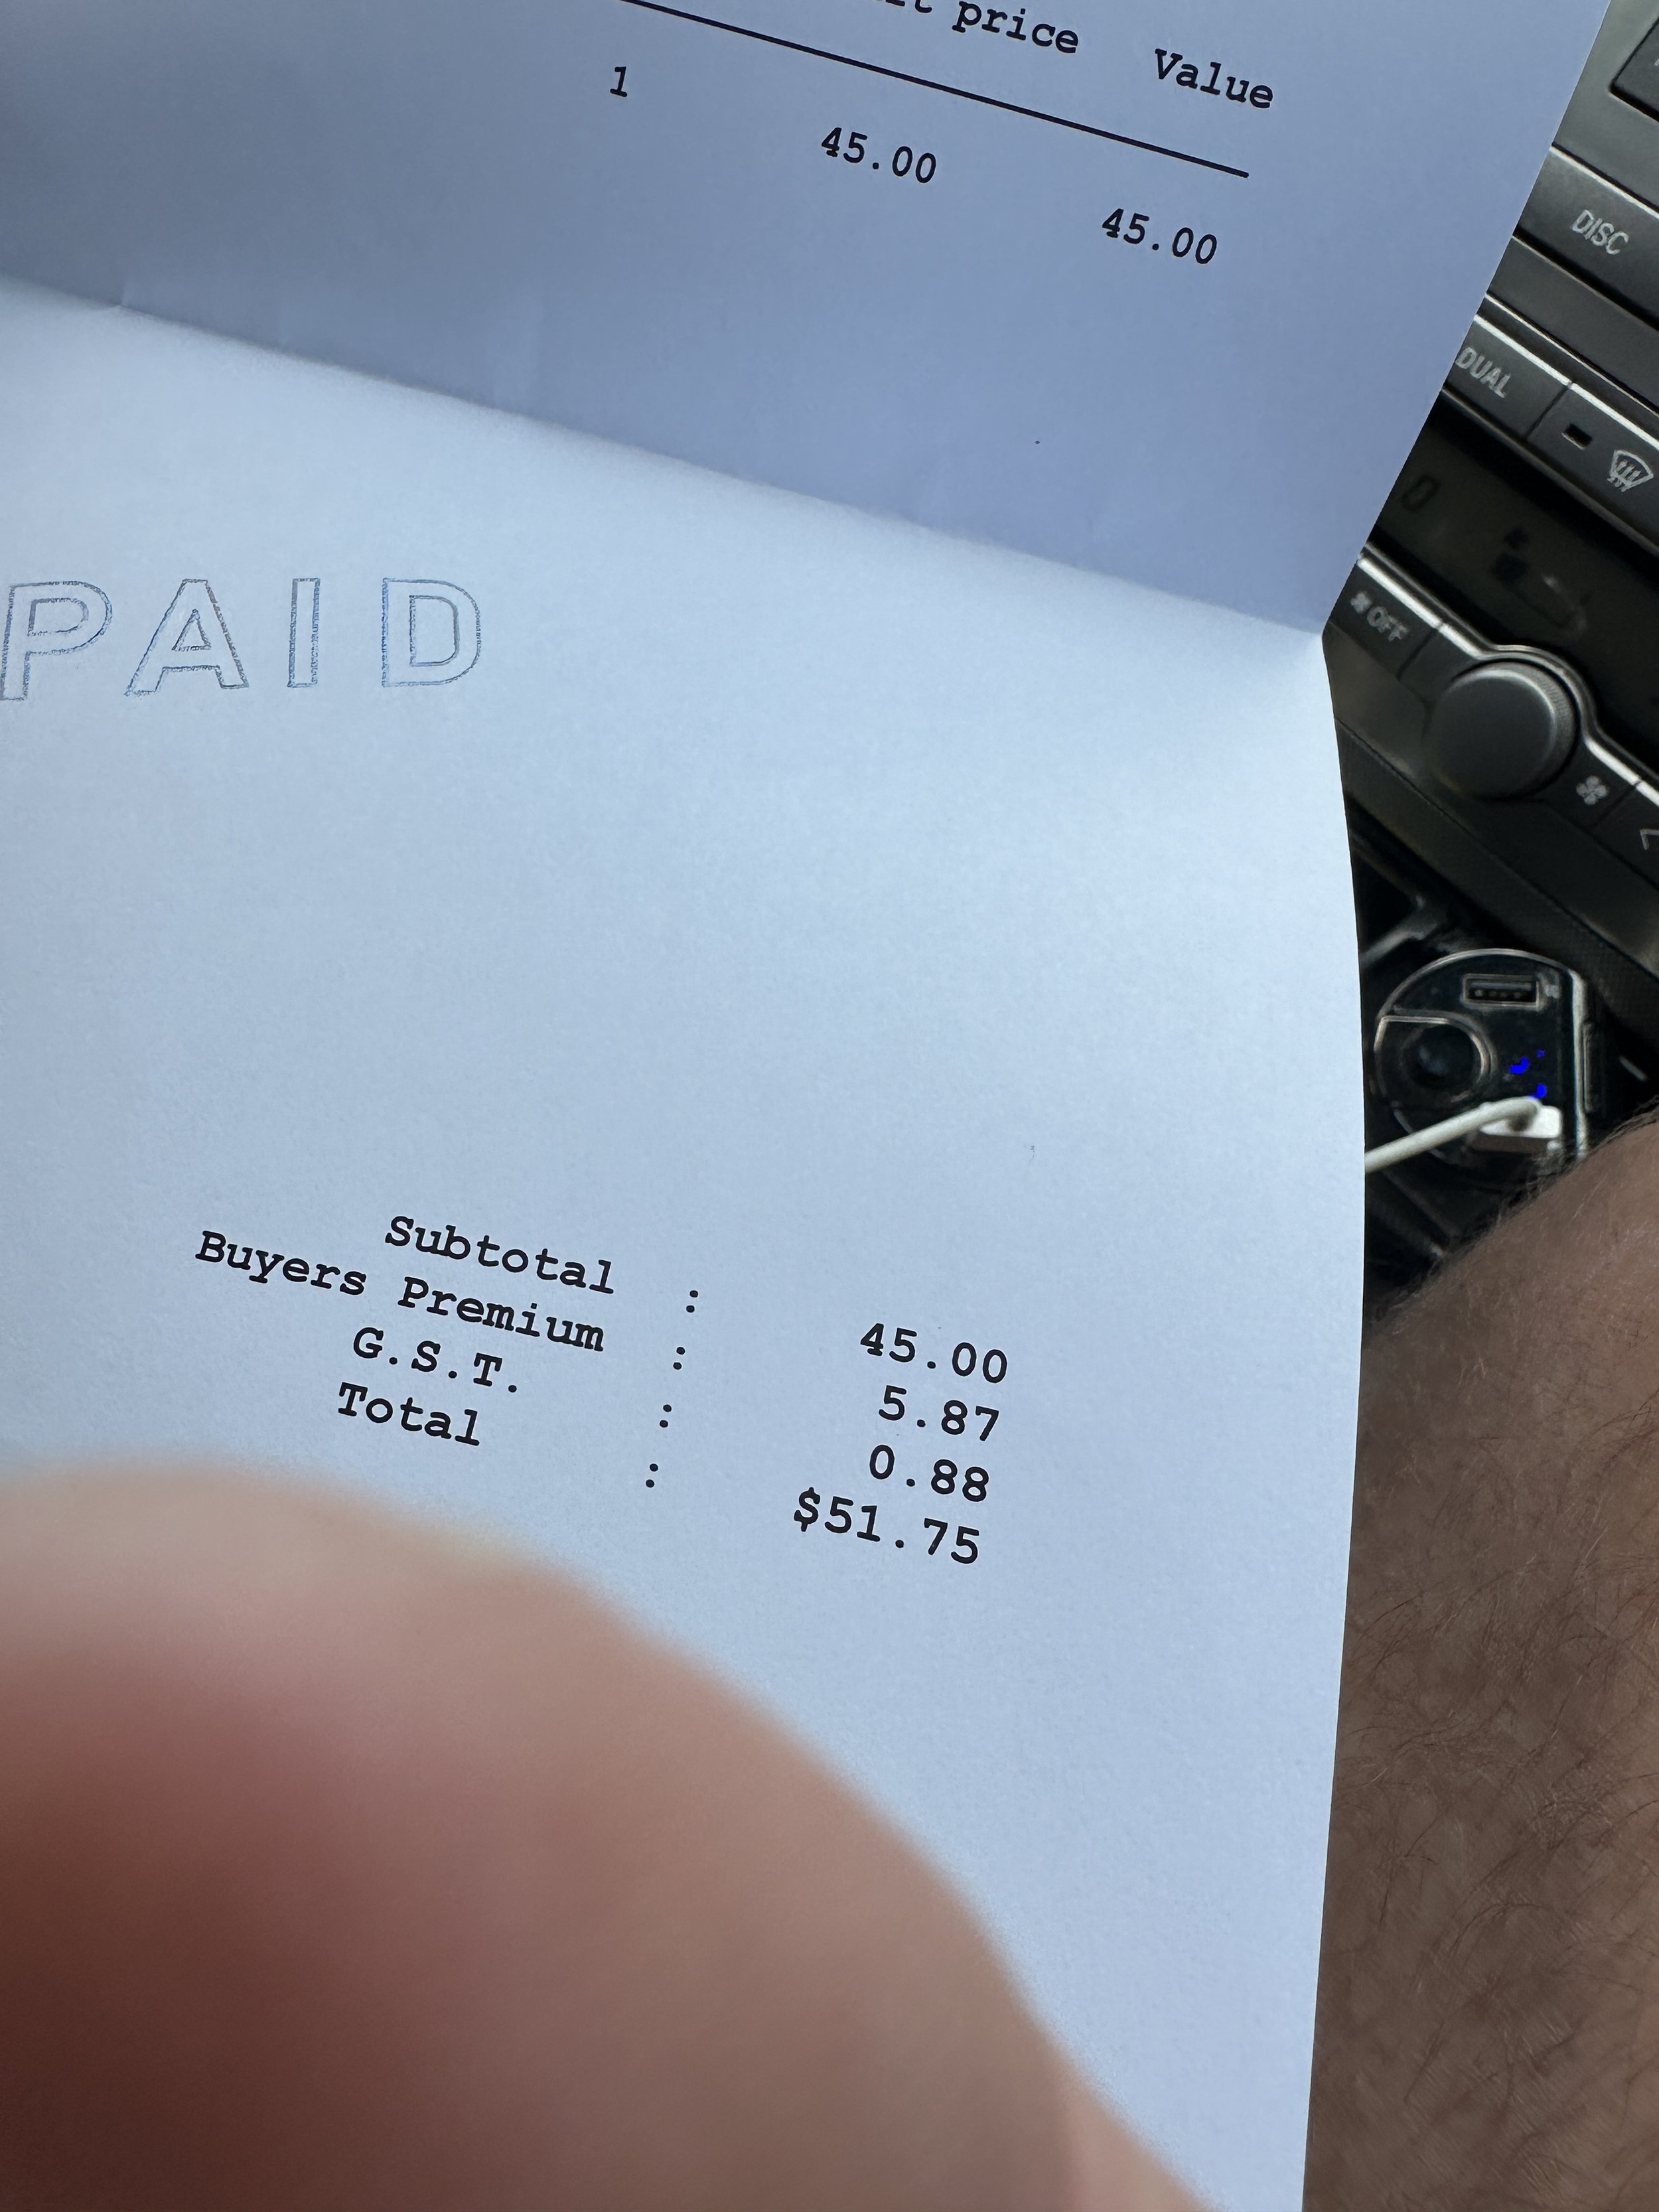 price Value
1 45.00 45.00
PAID
Subtotal : 45.00
Buyers Premium : 5.87
G.S.T. : 0.88
Total : $51.75
DISC
DUAL
OFF